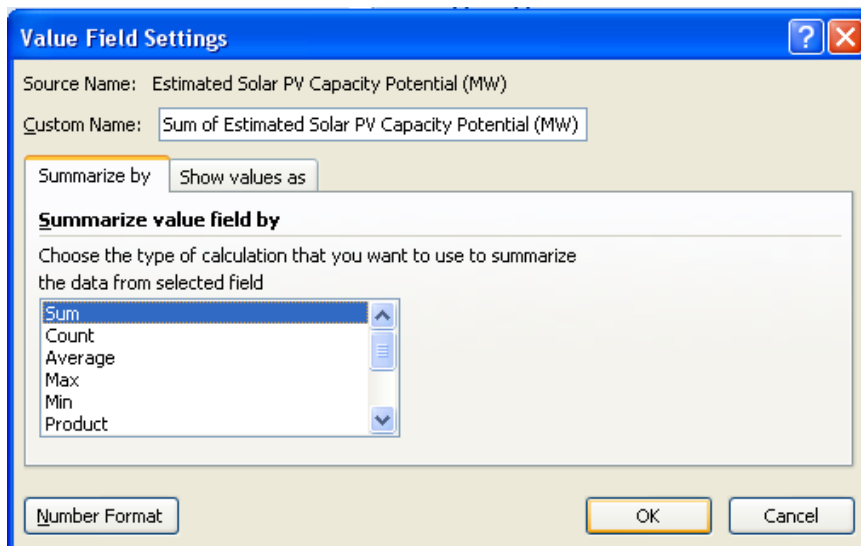 Value Field Settings
Source Name: Estimated Solar PV Capacity Potential (MW)
Custom Name: Sum of Estimated Solar PV Capacity Potential (MW)
Summarize by Show values as
Summarize value field by
Choose the type of calculation that you want to use to summarize
the data from selected field
Sum
Count
Average
Max
Min
Product
Number Format OK Cancel